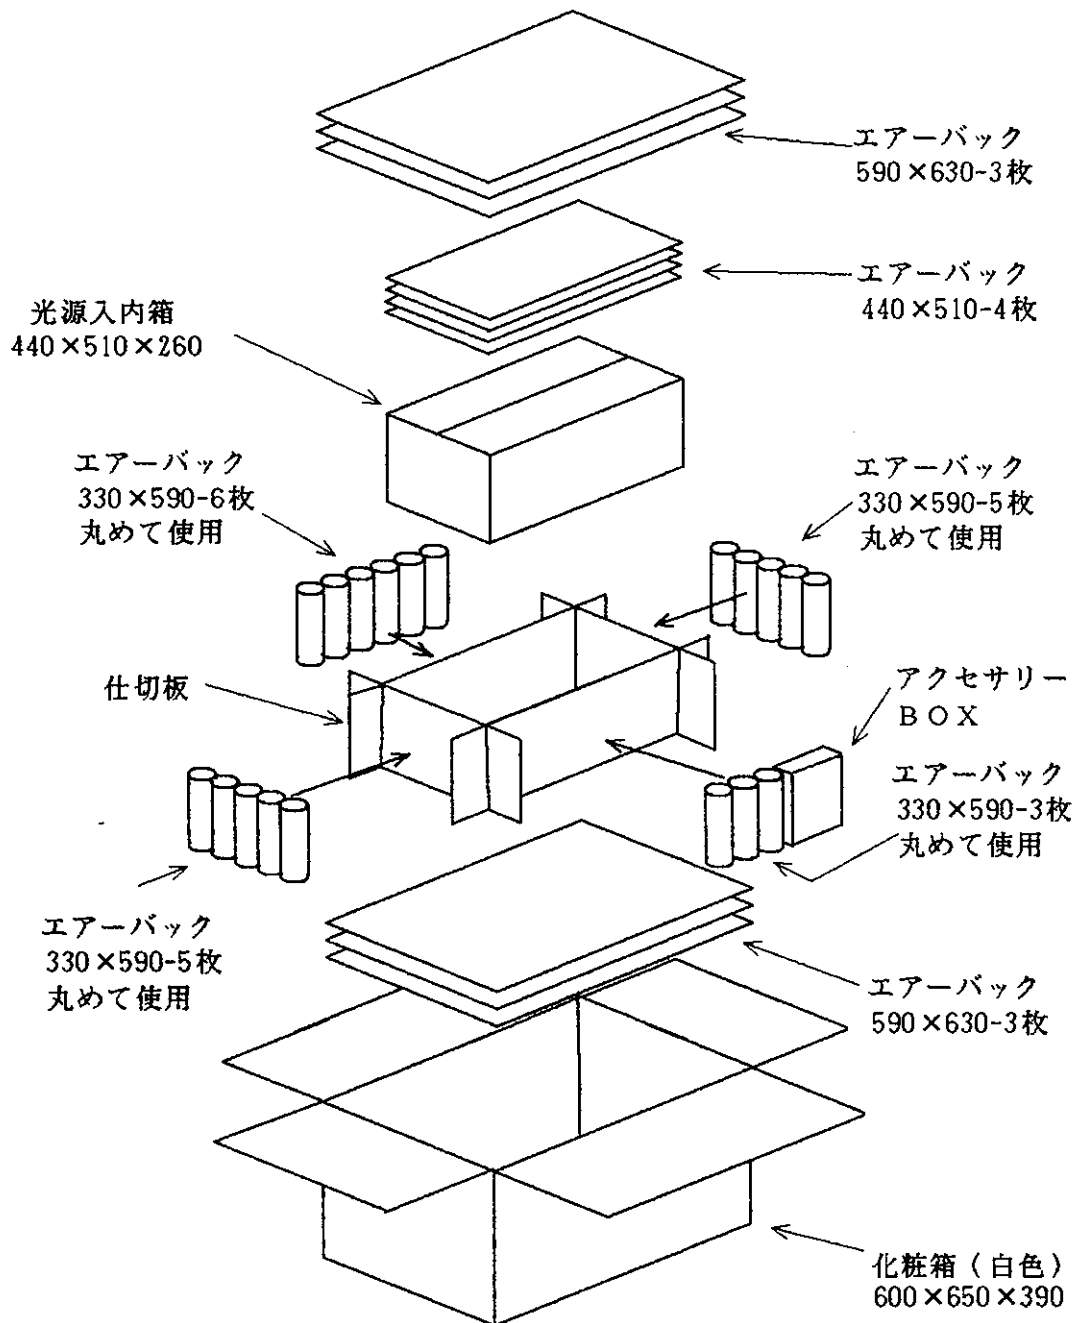 エアーバック
590×630-3枚
エアーバック
440×510-4枚
光源入内箱
440×510×260
エアーバック
330×590-6枚
丸めて使用
エアーバック
330×590-5枚
丸めて使用
仕切板
アクセサリー
ＢＯＸ
エアーバック
330×590-3枚
丸めて使用
エアーバック
330×590-5枚
丸めて使用
エアーバック
590×630-3枚
化粧箱（白色）
600×650×390